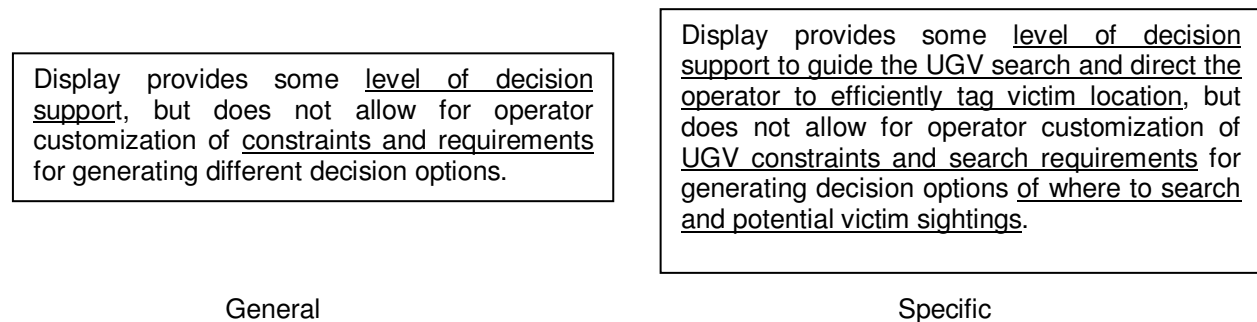 Display provides some level of decision
support, but does not allow for operator
customization of constraints and requirements
for generating different decision options.
General
Display provides some level of decision
support to guide the UGV search and direct the
operator to efficiently tag victim location, but
does not allow for operator customization of
UGV constraints and search requirements for
generating decision options of where to search
and potential victim sightings.
Specific